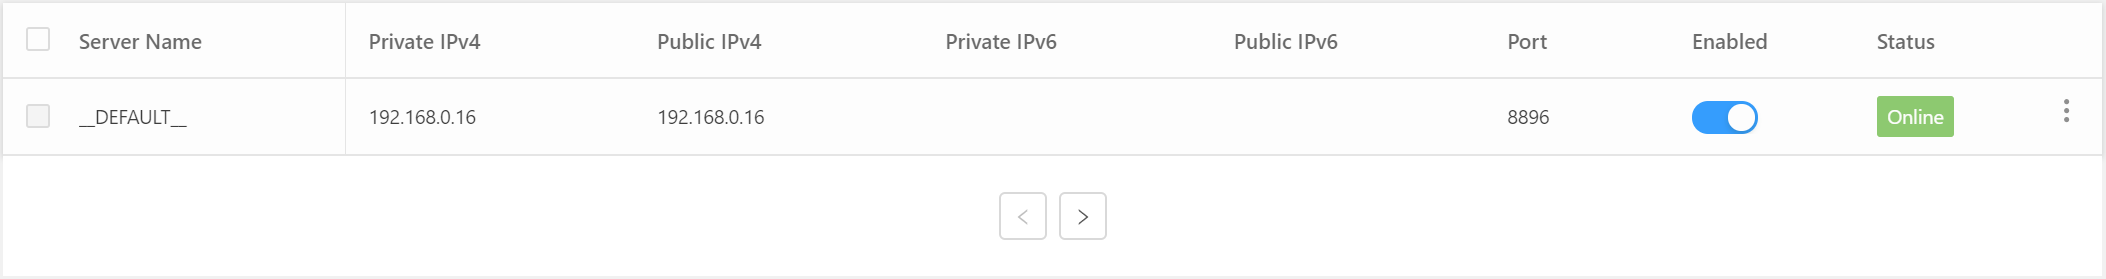 Server Name Private IPv4 Public IPv4 Private IPv6 Public IPv6 Port Enabled Status
__DEFAULT__ 192.168.0.16 192.168.0.16 8896 Online